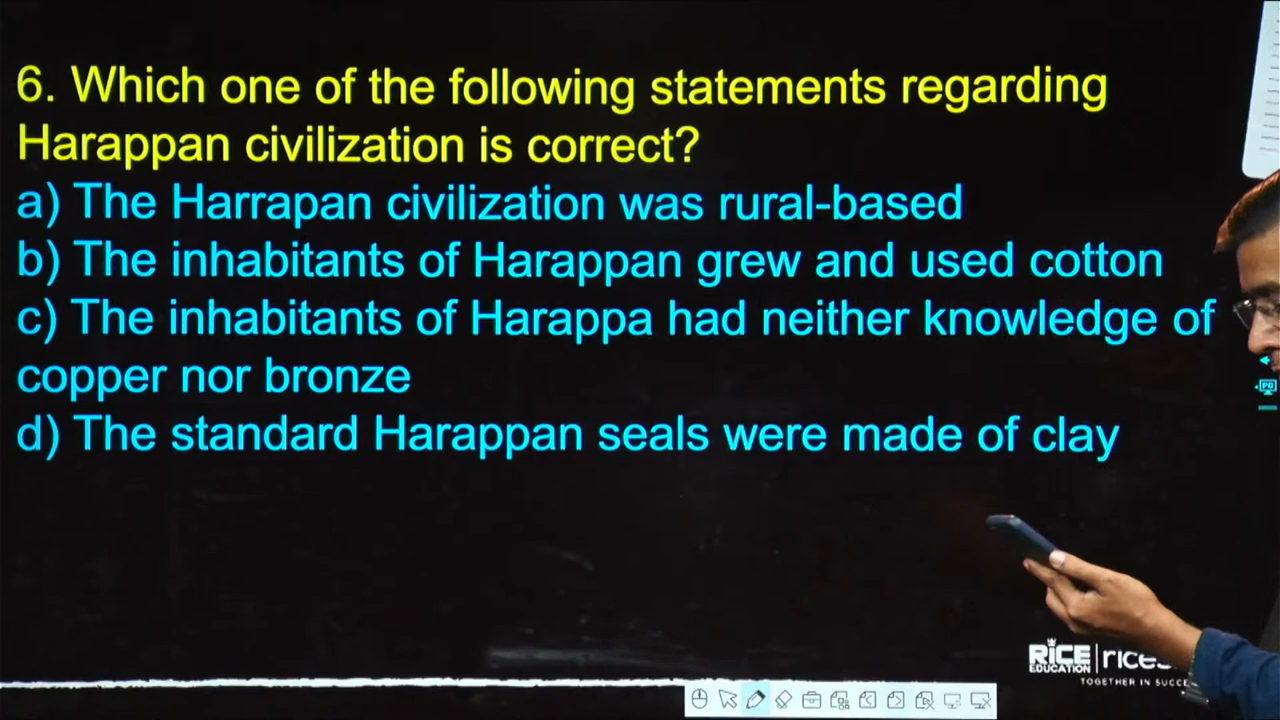 6. Which one of the following statements regarding
Harappan civilization is correct?
a) The Harrapan civilization was rural-based
b) The inhabitants of Harappan grew and used cotton
c) The inhabitants of Harappa had neither knowledge of
copper nor bronze
d) The standard Harappan seals were made of clay
RICE
EDUCATION
TOGETHER IN